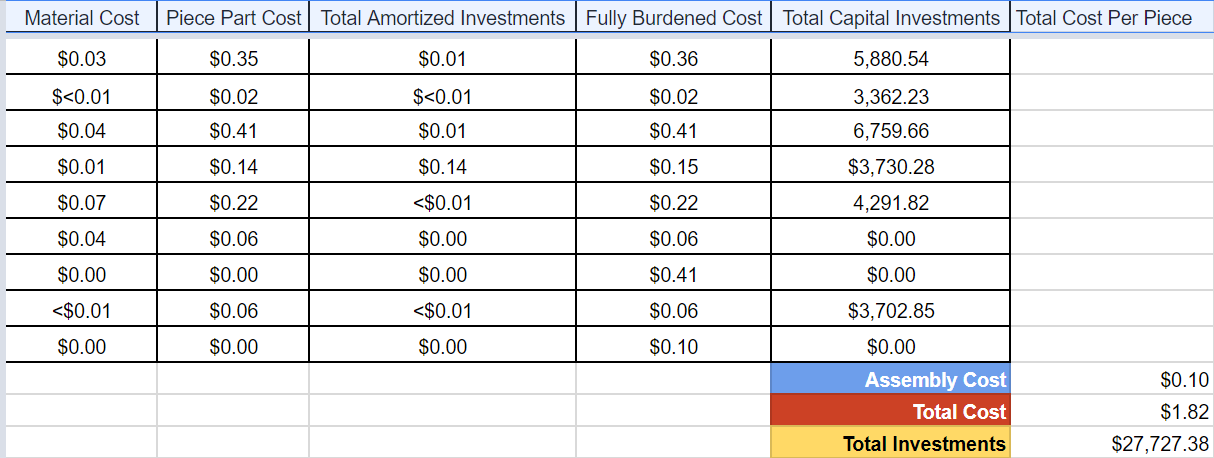 Material Cost Piece Part Cost Total Amortized Investments Fully Burdened Cost Total Capital Investments Total Cost Per Piece
$0.03 $0.35 $0.01 $0.36 5,880.54
$<0.01 $0.02 $<0.01 $0.02 3,362.23
$0.04 $0.41 $0.01 $0.41 6,759.66
$0.01 $0.14 $0.14 $0.15 $3,730.28
$0.07 $0.22 <$0.01 $0.22 4,291.82
$0.04 $0.06 $0.00 $0.06 $0.00
$0.00 $0.00 $0.00 $0.41 $0.00
<$0.01 $0.06 <$0.01 $0.06 $3,702.85
$0.00 $0.00 $0.00 $0.10 $0.00
Assembly Cost $0.10
Total Cost $1.82
Total Investments $27,727.38